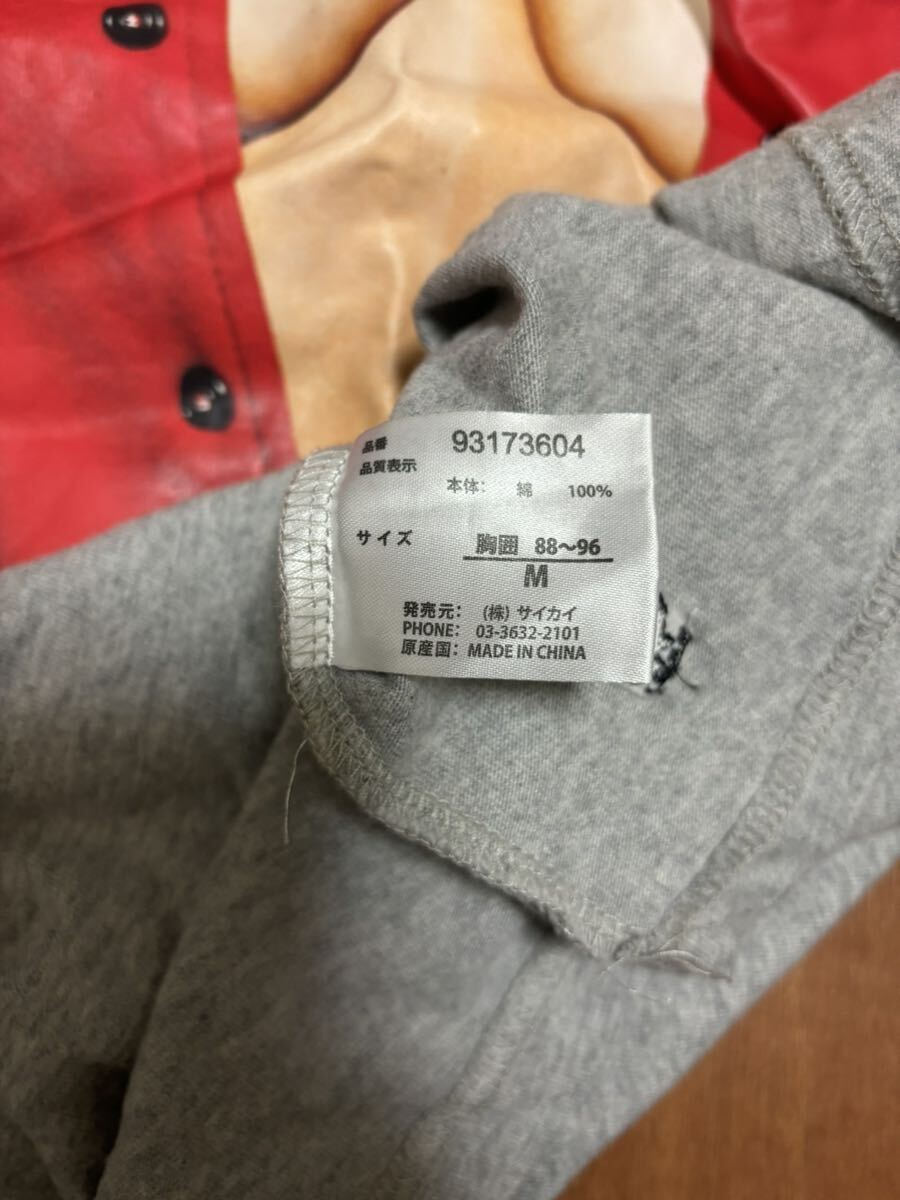 品番 93173604
品質表示
本体： 綿 100%
サイズ 胸囲 88～96
M
発売元： （株）サイカイ
PHONE: 03-3632-2101
原産国： MADE IN CHINA